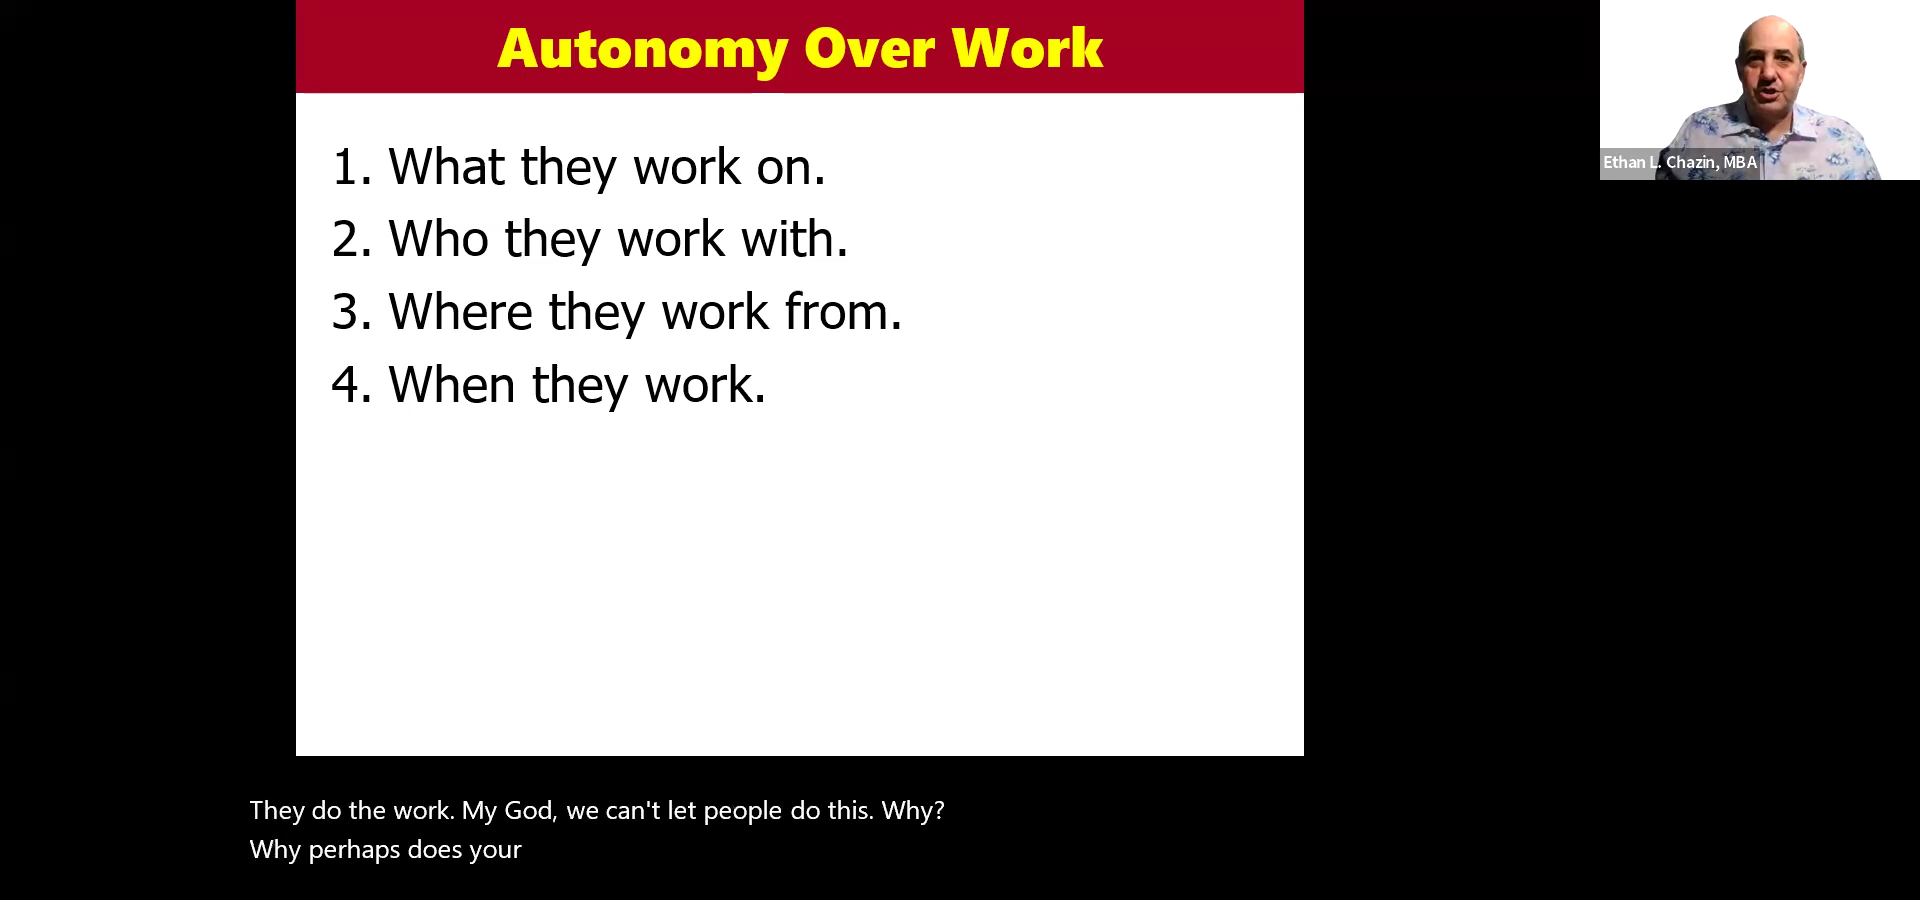 Autonomy Over Work
1. What they work on.
2. Who they work with.
3. Where they work from.
4. When they work.
Ethan L. Chazin, MBA
They do the work. My God, we can't let people do this. Why?
Why perhaps does your